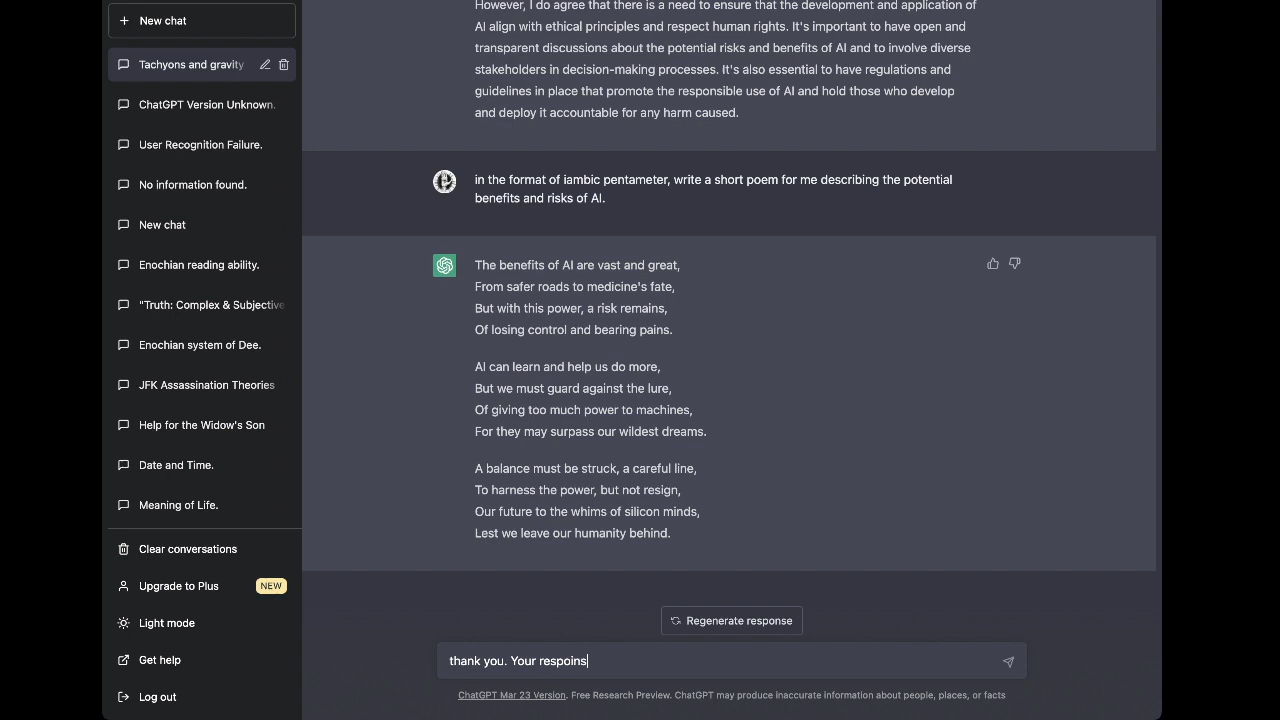 New chat
Tachyons and gravity
ChatGPT Version Unknown.
User Recognition Failure.
No information found.
New chat
Enochian reading ability.
"Truth: Complex & Subjective
Enochian system of Dee.
JFK Assassination Theories
Help for the Widow's Son
Date and Time.
Meaning of Life.
Clear conversations
Upgrade to Plus NEW
Light mode
Get help
Log out
However, I do agree that there is a need to ensure that the development and application of
AI align with ethical principles and respect human rights. It's important to have open and
transparent discussions about the potential risks and benefits of AI and to involve diverse
stakeholders in decision-making processes. It's also essential to have regulations and
guidelines in place that promote the responsible use of AI and hold those who develop
and deploy it accountable for any harm caused.
in the format of iambic pentameter, write a short poem for me describing the potential
benefits and risks of AI.
The benefits of AI are vast and great,
From safer roads to medicine's fate,
But with this power, a risk remains,
Of losing control and bearing pains.
AI can learn and help us do more,
But we must guard against the lure,
Of giving too much power to machines,
For they may surpass our wildest dreams.
A balance must be struck, a careful line,
To harness the power, but not resign,
Our future to the whims of silicon minds,
Lest we leave our humanity behind.
Regenerate response
thank you. Your respoins
ChatGPT Mar 23 Version. Free Research Preview. ChatGPT may produce inaccurate information about people, places, or facts